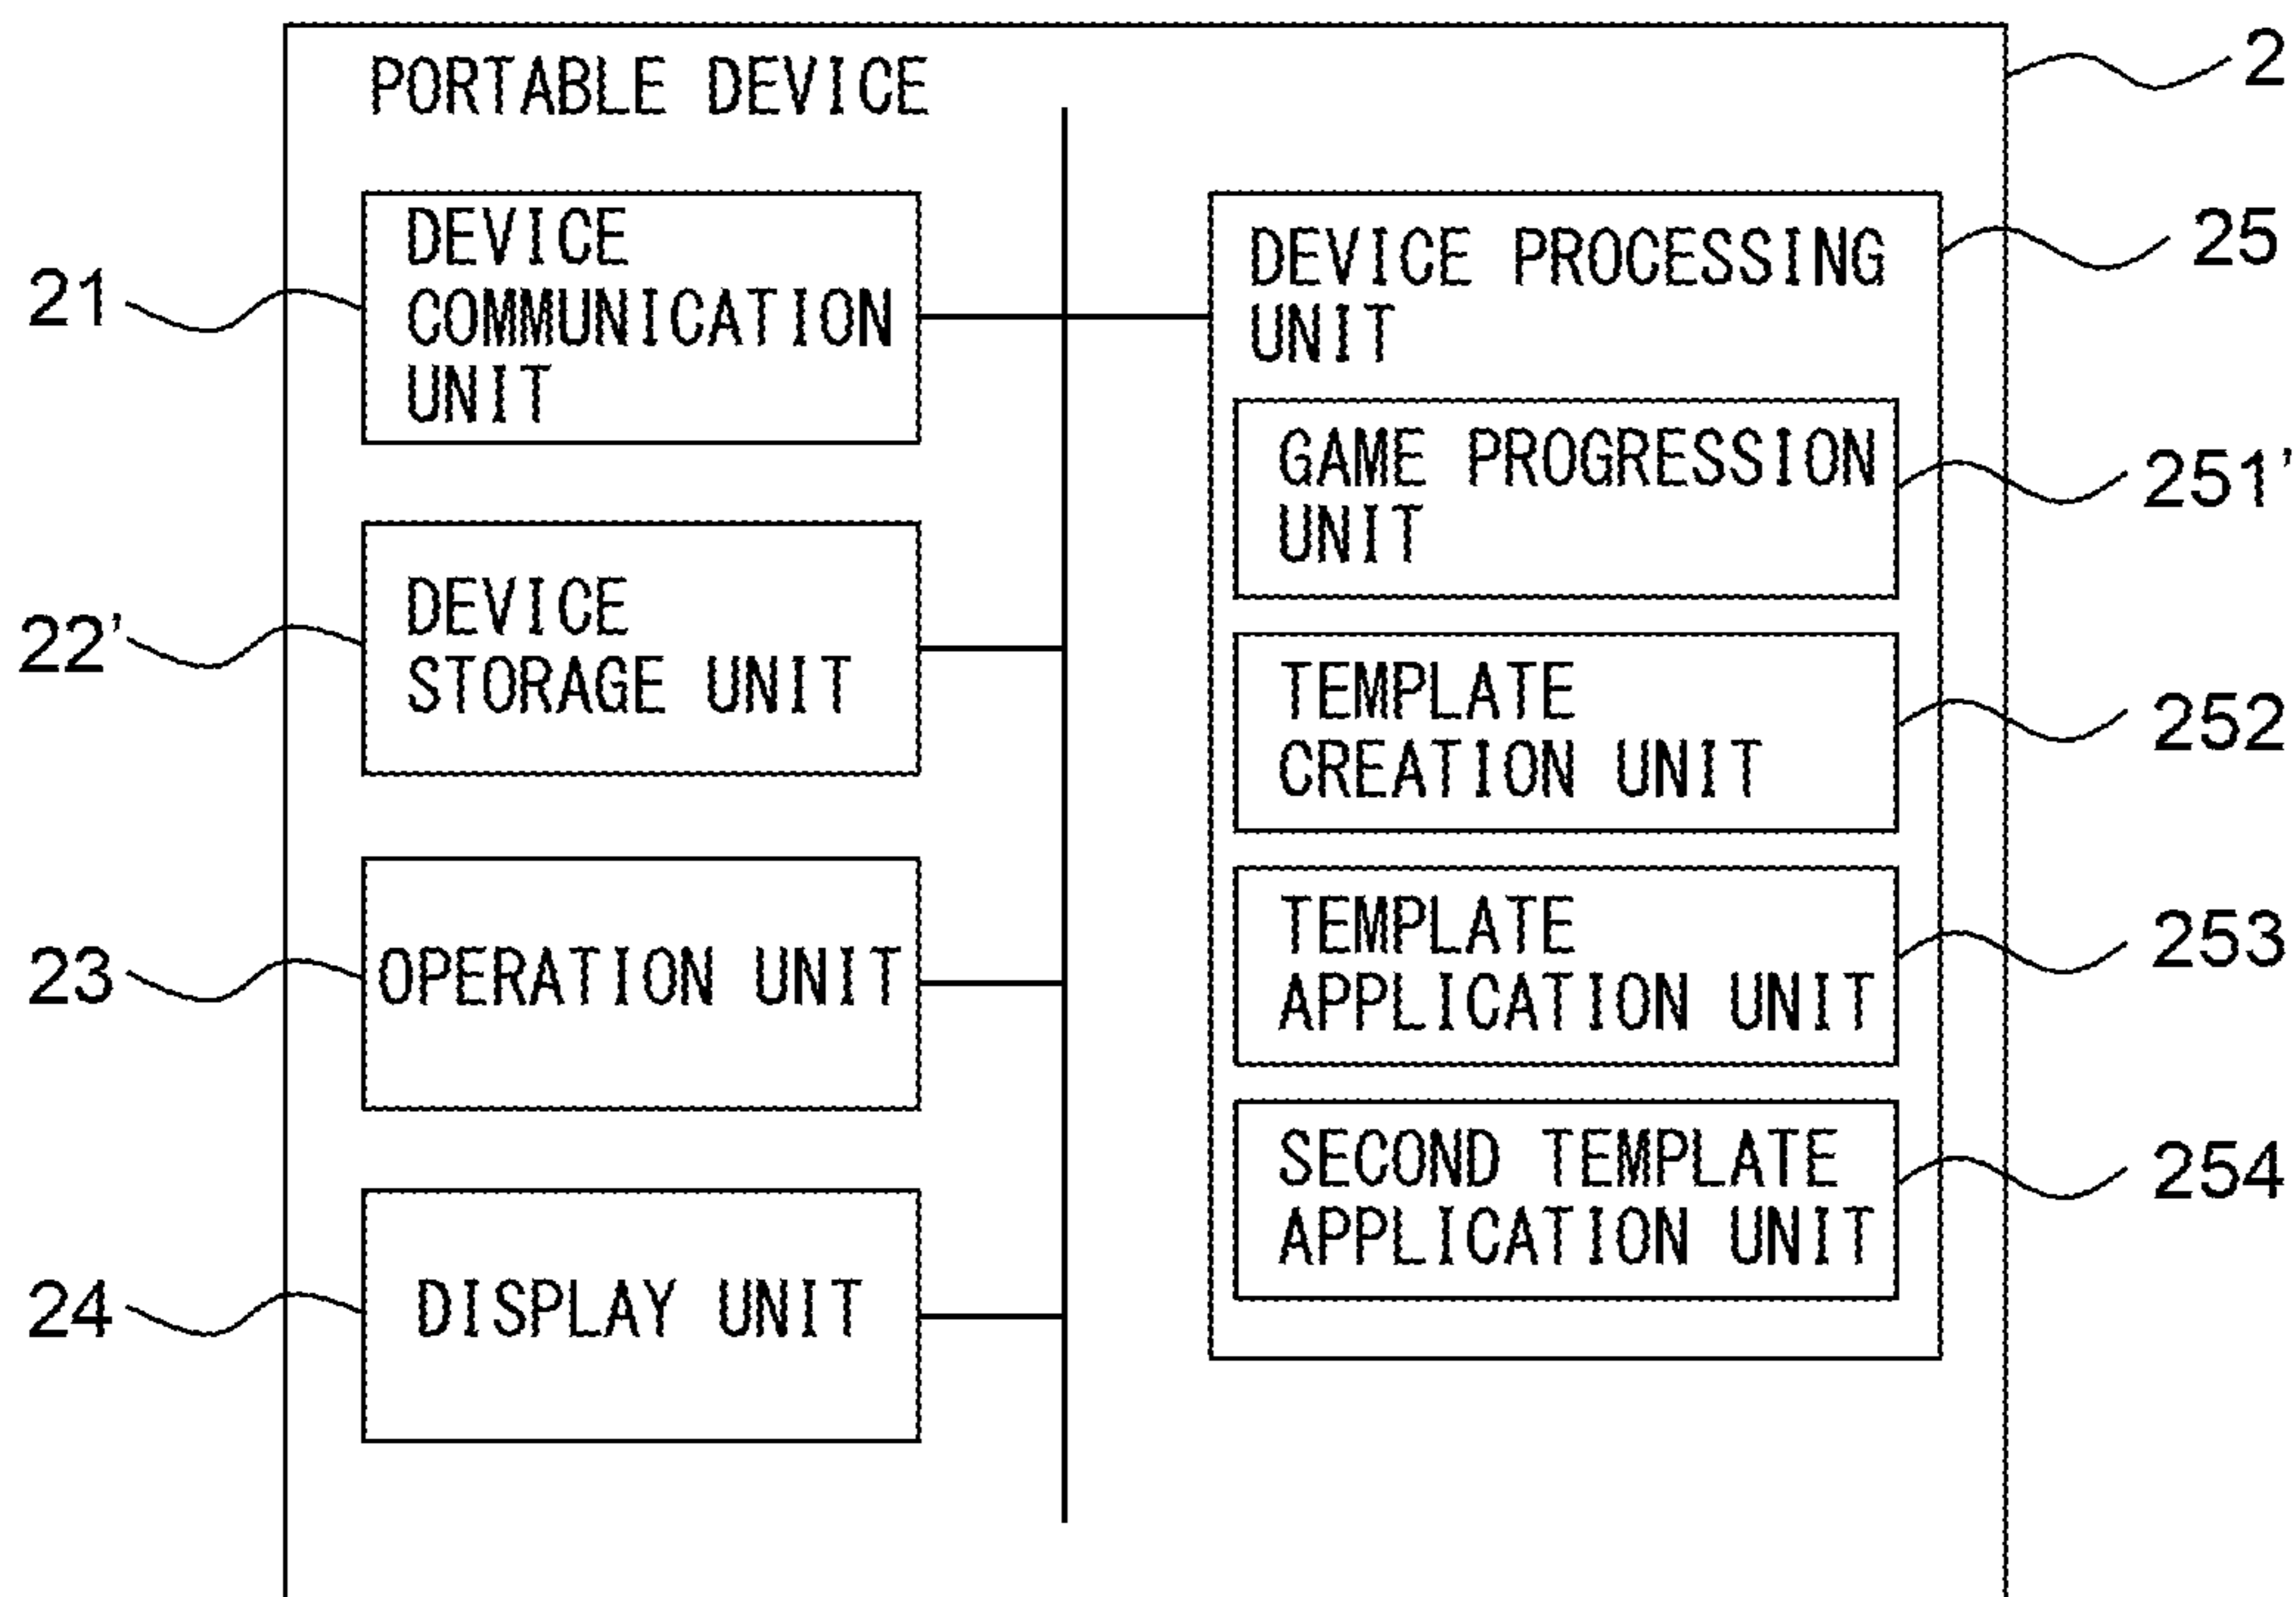 PORTABLE DEVICE
2
DEVICE
COMMUNICATION
UNIT
21
DEVICE
STORAGE UNIT
22'
OPERATION UNIT
23
DISPLAY UNIT
24
DEVICE PROCESSING
UNIT
25
GAME PROGRESSION
UNIT
251'
TEMPLATE
CREATION UNIT
252
TEMPLATE
APPLICATION UNIT
253
SECOND TEMPLATE
APPLICATION UNIT
254